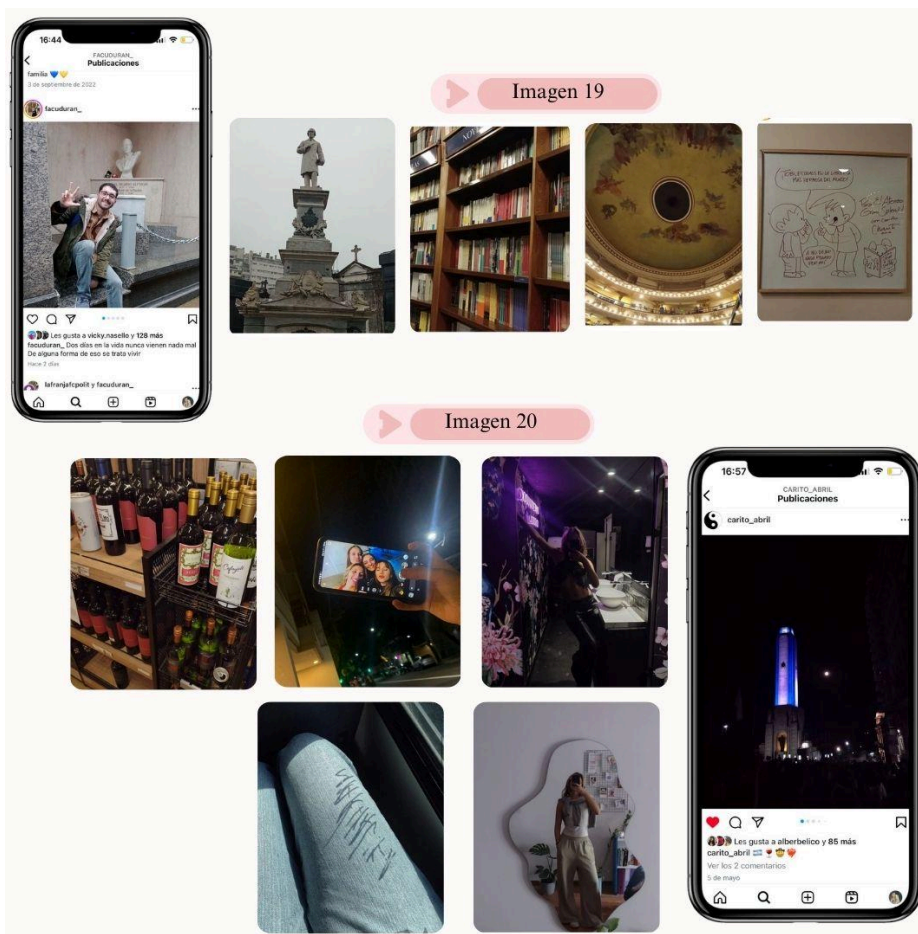 16:44
FACUDURAN_
Publicaciones
familia 💙💛
3 de septiembre de 2022
facuduran_
Les gusta a vicky.nasello y 128 más
facuduran_ Dos días en la vida nunca vienen nada mal
De alguna forma de eso se trata vivir
Hace 2 días
lafranjafcpolit y facuduran_
Imagen 19
Imagen 20
16:57
CARITO_ABRIL
Publicaciones
carito_abril
Les gusta a alberbelico y 85 más
carito_abril 🇦🇷🍷🤠❤️‍🔥
Ver los 2 comentarios
5 de mayo